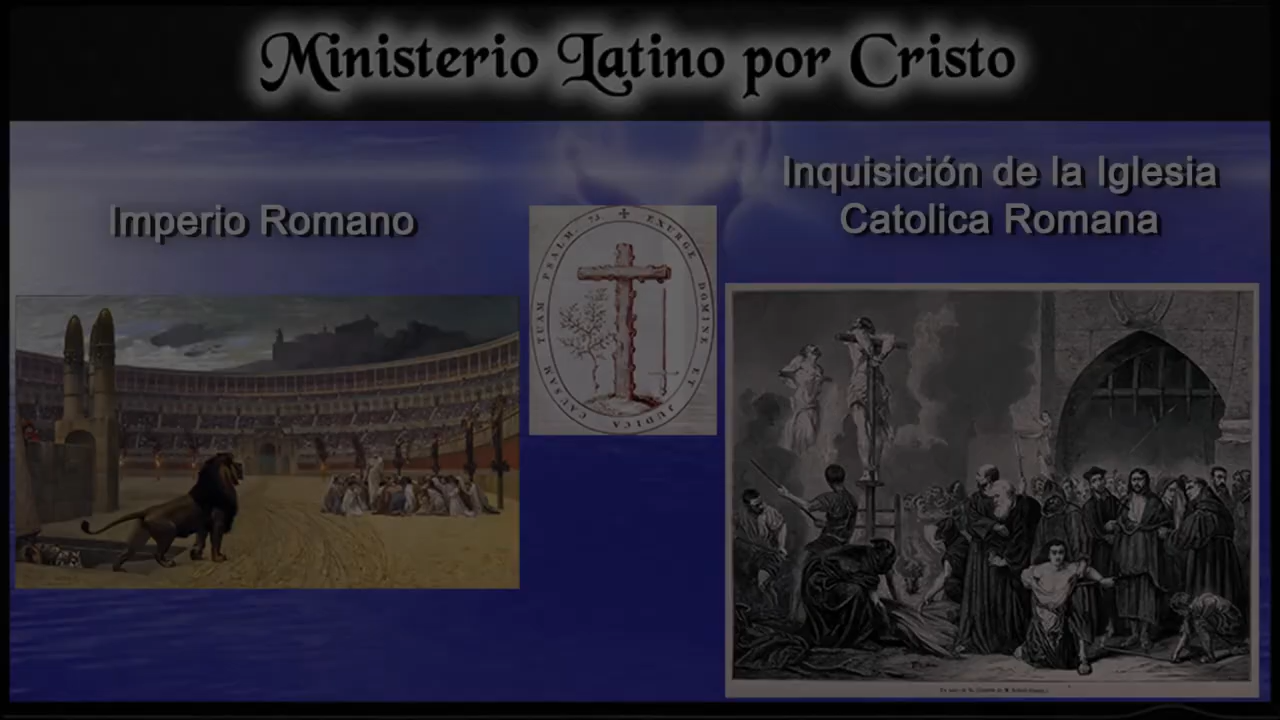 Ministerio Latino por Cristo
Imperio Romano
Inquisición de la Iglesia
Catolica Romana
EXURGE DOMINE ET JUDICA CAUSAM TUAM PSALM. 73.